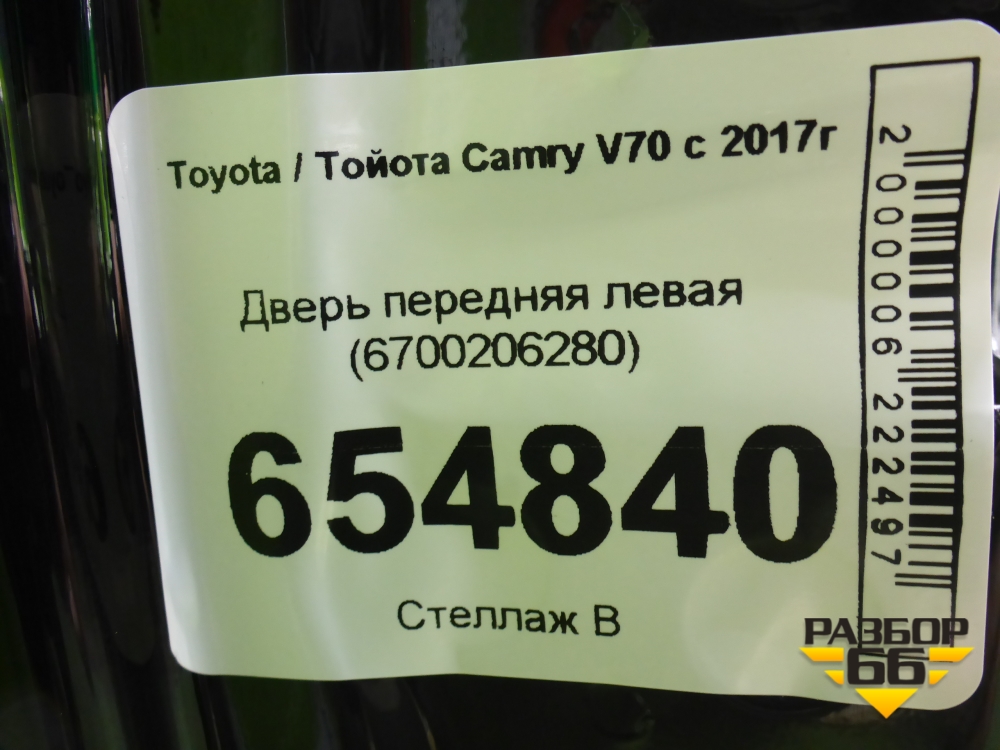 Toyota / Тойота Camry V70 с 2017г
Дверь передняя левая
(6700206280)
654840
Стеллаж В
2000006222497
РАЗБОР
66